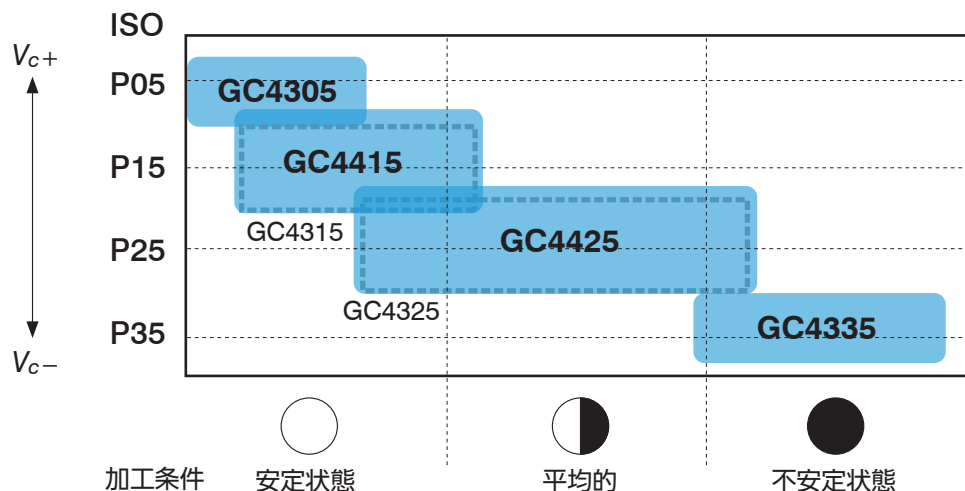 ISO
Vc+
P05
GC4305
P15
GC4415
GC4315
P25
GC4425
GC4325
P35
GC4335
Vc−
加工条件 安定状態 平均的 不安定状態